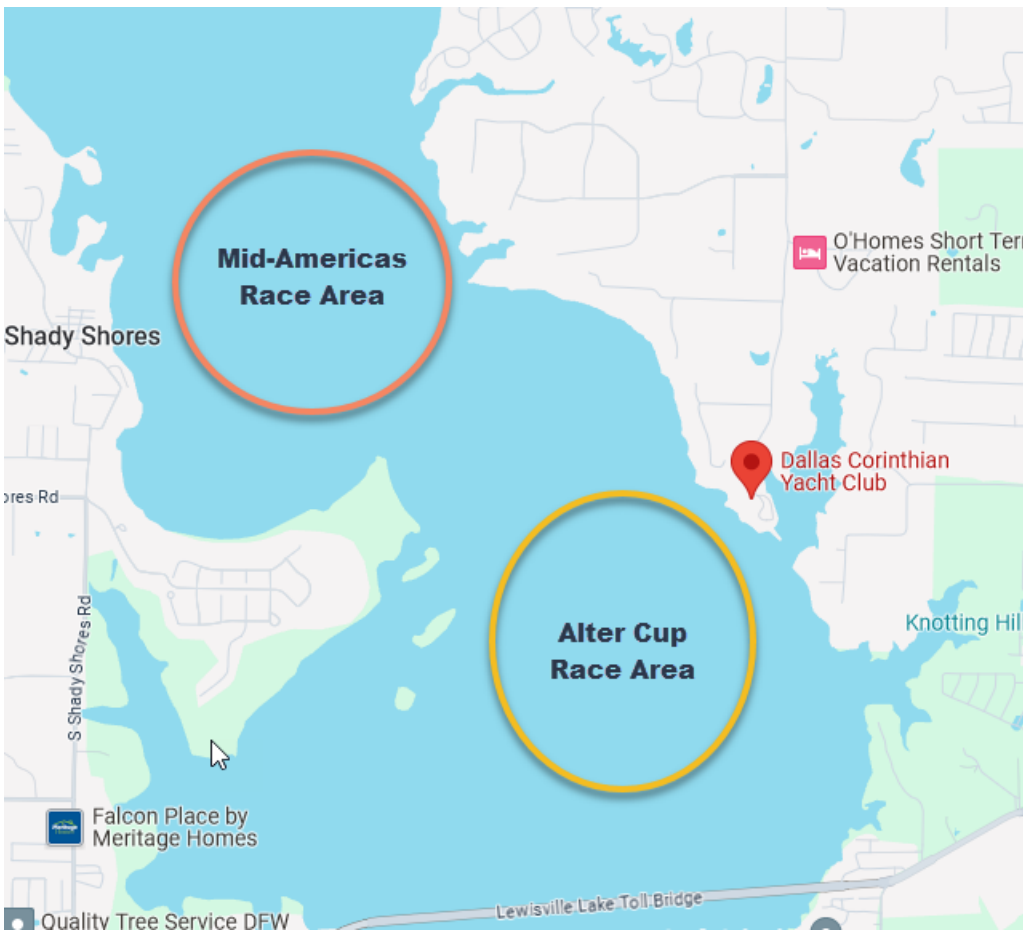 Mid-Americas
Race Area
O'Homes Short Ter
Vacation Rentals
Shady Shores
Dallas Corinthian
Yacht Club
ores Rd
S Shady Shores Rd
Alter Cup
Race Area
Knotting Hil
Falcon Place by
Meritage Homes
Lewisville Lake Toll Bridge
Quality Tree Service DFW